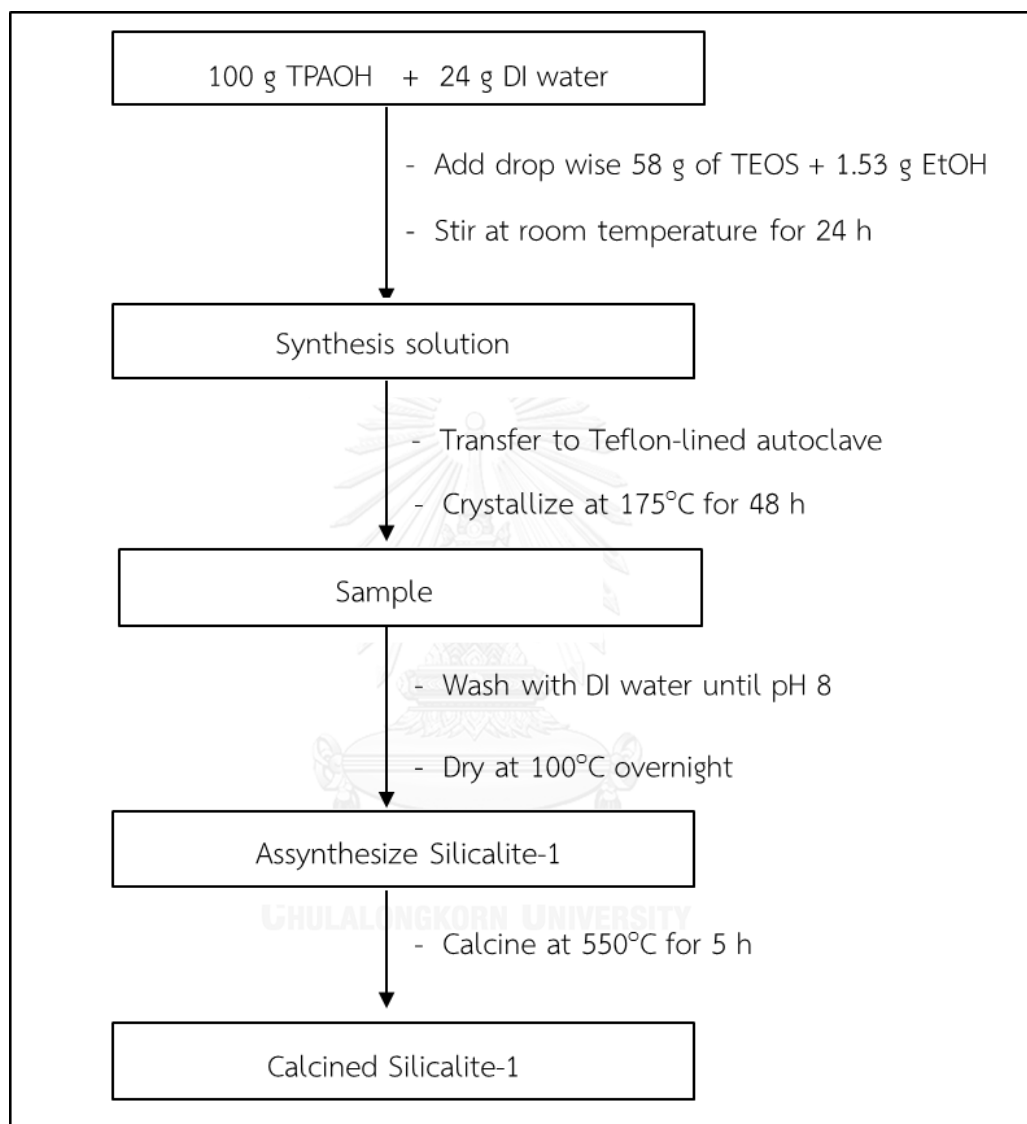 100 g TPAOH + 24 g DI water
- Add drop wise 58 g of TEOS + 1.53 g EtOH
- Stir at room temperature for 24 h
Synthesis solution
- Transfer to Teflon-lined autoclave
- Crystallize at 175°C for 48 h
Sample
- Wash with DI water until pH 8
- Dry at 100°C overnight
Assynthesize Silicalite-1
CHULALONGKORN UNIVERSITY
- Calcine at 550°C for 5 h
Calcined Silicalite-1